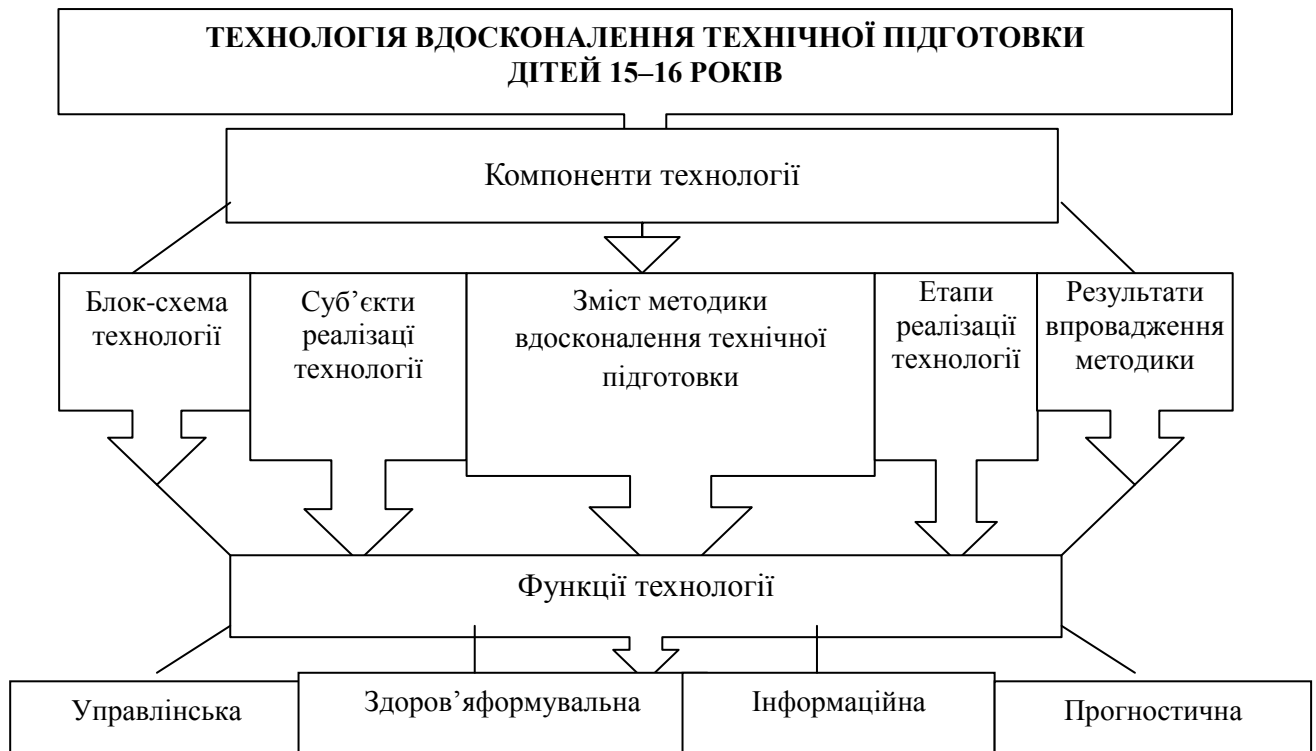 ТЕХНОЛОГІЯ ВДОСКОНАЛЕННЯ ТЕХНІЧНОЇ ПІДГОТОВКИ
ДІТЕЙ 15–16 РОКІВ
Компоненти технології
Блок-схема
технології
Суб’єкти
реалізаці
технології
Зміст методики
вдосконалення технічної
підготовки
Етапи
реалізації
технології
Результати
впровадження
методики
Функції технології
Управлінська
Здоров’яформувальна
Інформаційна
Прогностична